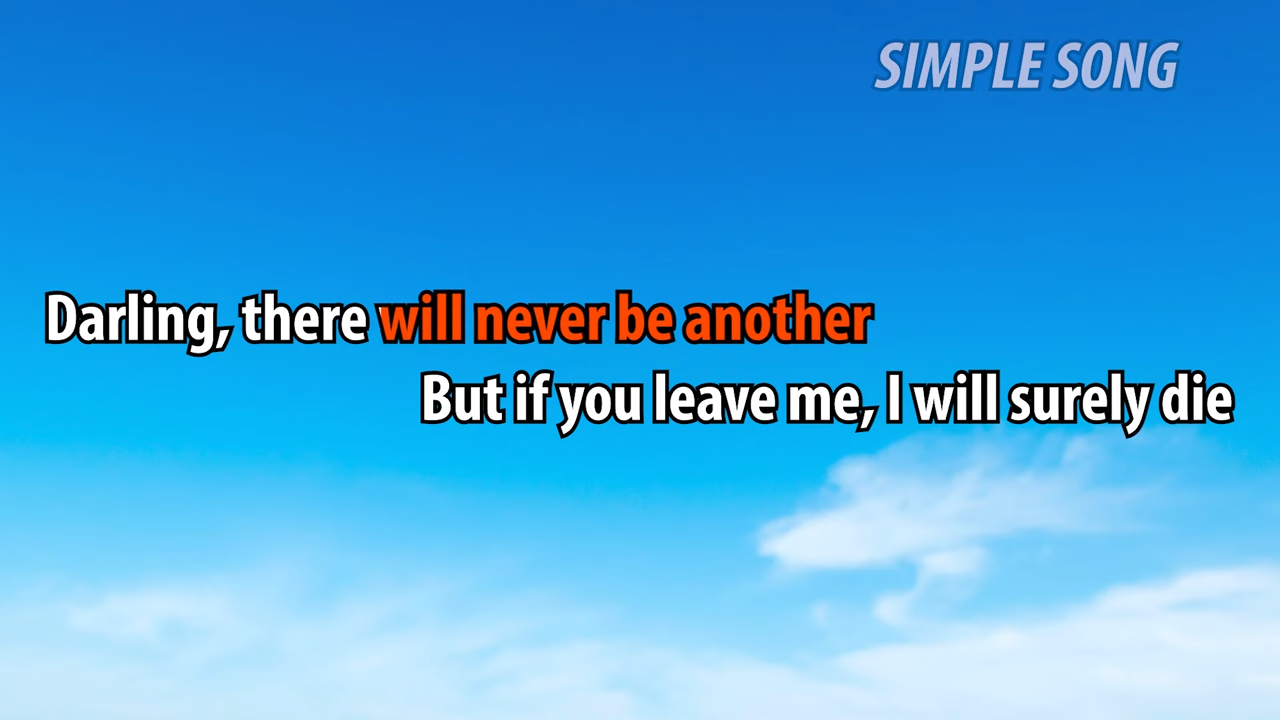 SIMPLE SONG
Darling, there will never be another
But if you leave me, I will surely die